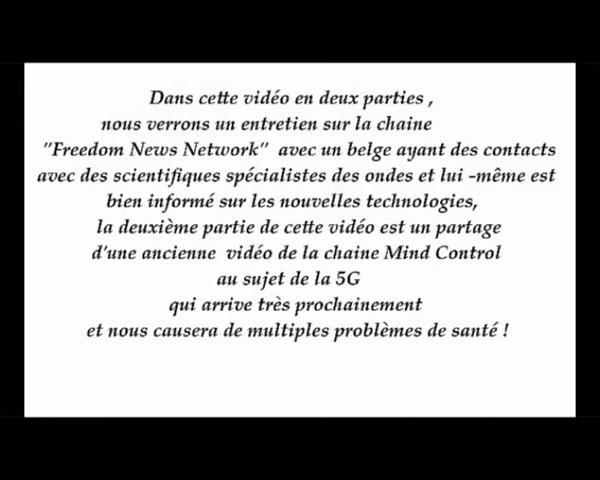 Dans cette vidéo en deux parties ,
nous verrons un entretien sur la chaine
"Freedom News Network"  avec un belge ayant des contacts
avec des scientifiques spécialistes des ondes et lui -même est
bien informé sur les nouvelles technologies,
la deuxième partie de cette vidéo est un partage
d'une ancienne  vidéo de la chaine Mind Control
au sujet de la 5G
qui arrive très prochainement
et nous causera de multiples problèmes de santé !